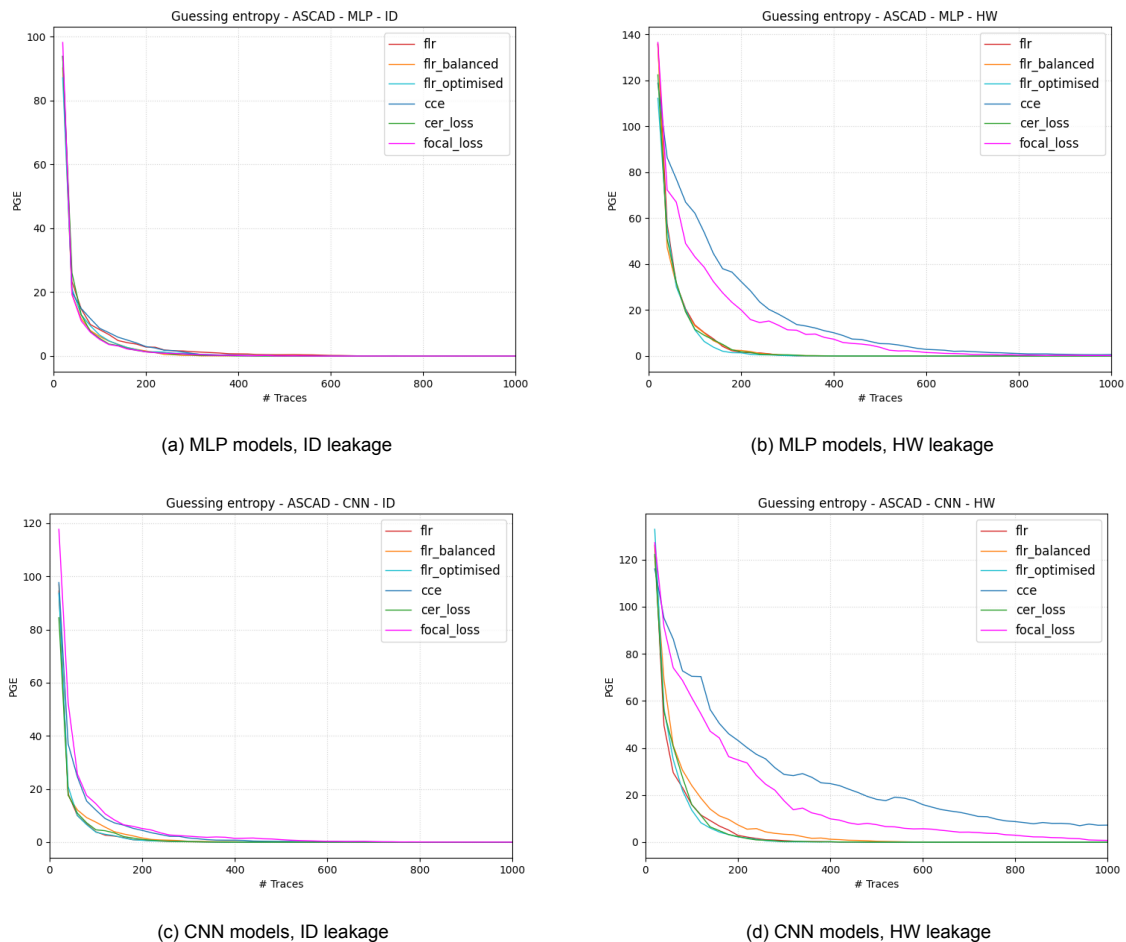 Guessing entropy - ASCAD - MLP - ID
100
80
60
40
20
0
PGE
flr
flr_balanced
flr_optimised
cce
cer_loss
focal_loss
0 200 400 600 800 1000
# Traces
(a) MLP models, ID leakage
Guessing entropy - ASCAD - MLP - HW
140
120
100
80
60
40
20
0
PGE
flr
flr_balanced
flr_optimised
cce
cer_loss
focal_loss
0 200 400 600 800 1000
# Traces
(b) MLP models, HW leakage
Guessing entropy - ASCAD - CNN - ID
120
100
80
60
40
20
0
PGE
flr
flr_balanced
flr_optimised
cce
cer_loss
focal_loss
0 200 400 600 800 1000
# Traces
(c) CNN models, ID leakage
Guessing entropy - ASCAD - CNN - HW
120
100
80
60
40
20
0
PGE
flr
flr_balanced
flr_optimised
cce
cer_loss
focal_loss
0 200 400 600 800 1000
# Traces
(d) CNN models, HW leakage